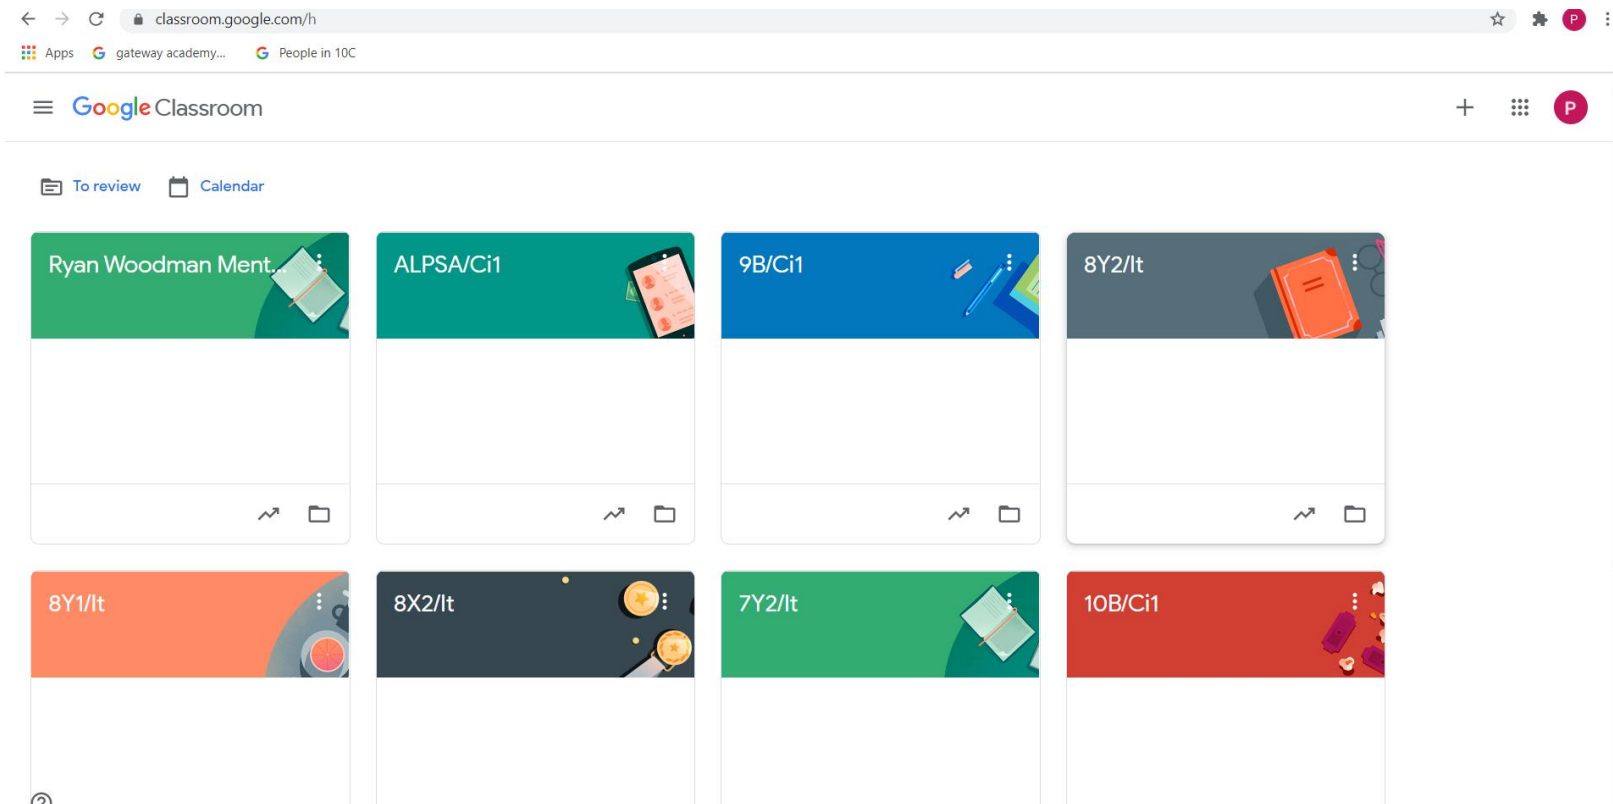 classroom.google.com/h
P
Apps gateway academy... People in 10C
Google Classroom
P
To review Calendar
Ryan Woodman Ment... ALPSA/Ci1 9B/Ci1 8Y2/It
8Y1/It 8X2/It 7Y2/It 10B/Ci1